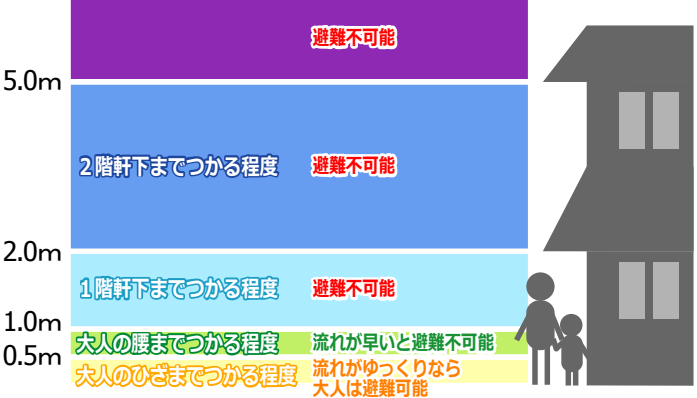 避難不可能
5.0m
2階軒下までつかる程度 避難不可能
2.0m
1階軒下までつかる程度 避難不可能
1.0m
大人の腰までつかる程度 流れが早いと避難不可能
0.5m
大人のひざまでつかる程度 流れがゆっくりなら
大人は避難可能